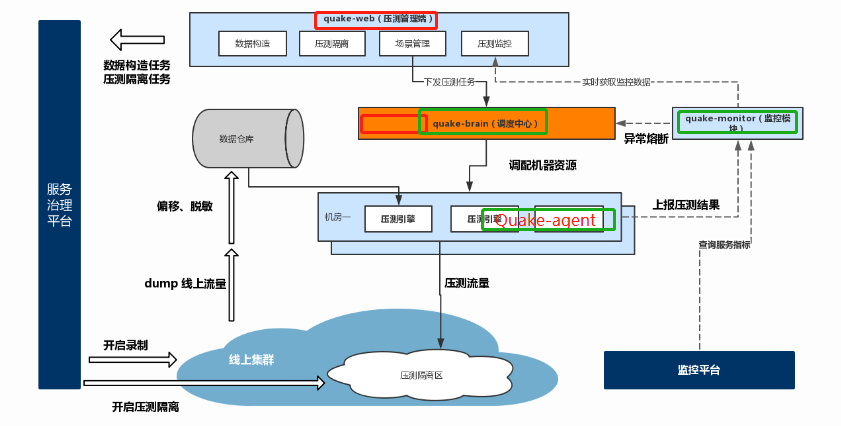 quake-web（压测管理端）
数据构造
压测隔离
场景管理
压测监控
数据构造任务
压测隔离任务
下发压测任务
实时获取监控数据
数据仓库
quake-brain（调度中心）
异常熔断
quake-monitor（监控模
块）
调配机器资源
服务
治理
平台
偏移、脱敏
机房一
压测引擎
压测引擎
Quake-agent
上报压测结果
查询服务指标
dump 线上流量
压测流量
开启录制
线上集群
压测隔离区
监控平台
开启压测隔离